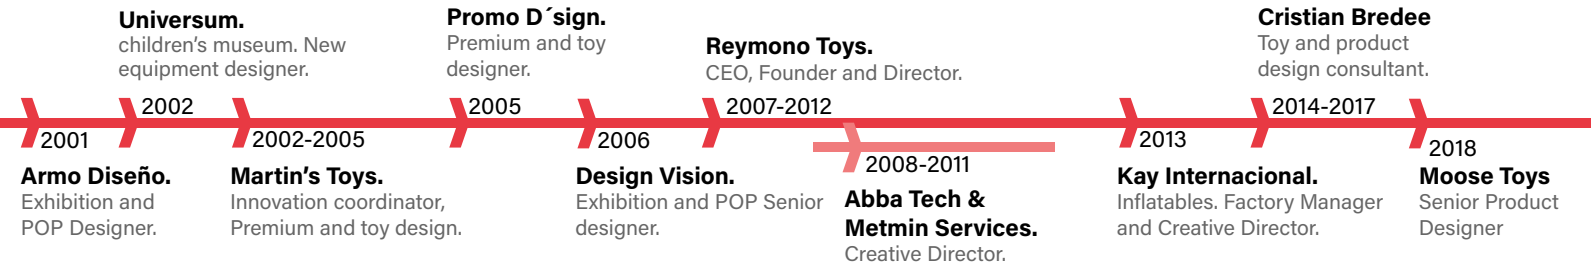 Universum.
children’s museum. New
equipment designer.
2002
Promo D´sign.
Premium and toy
designer.
2005
Reymono Toys.
CEO, Founder and Director.
2007-2012
Cristian Bredee
Toy and product
design consultant.
2014-2017
2001
Armo Diseño.
Exhibition and
POP Designer.
2002-2005
Martin’s Toys.
Innovation coordinator,
Premium and toy design.
2006
Design Vision.
Exhibition and POP Senior
designer.
2008-2011
Abba Tech &
Metmin Services.
Creative Director.
2013
Kay Internacional.
Inflatables. Factory Manager
and Creative Director.
2018
Moose Toys
Senior Product
Designer